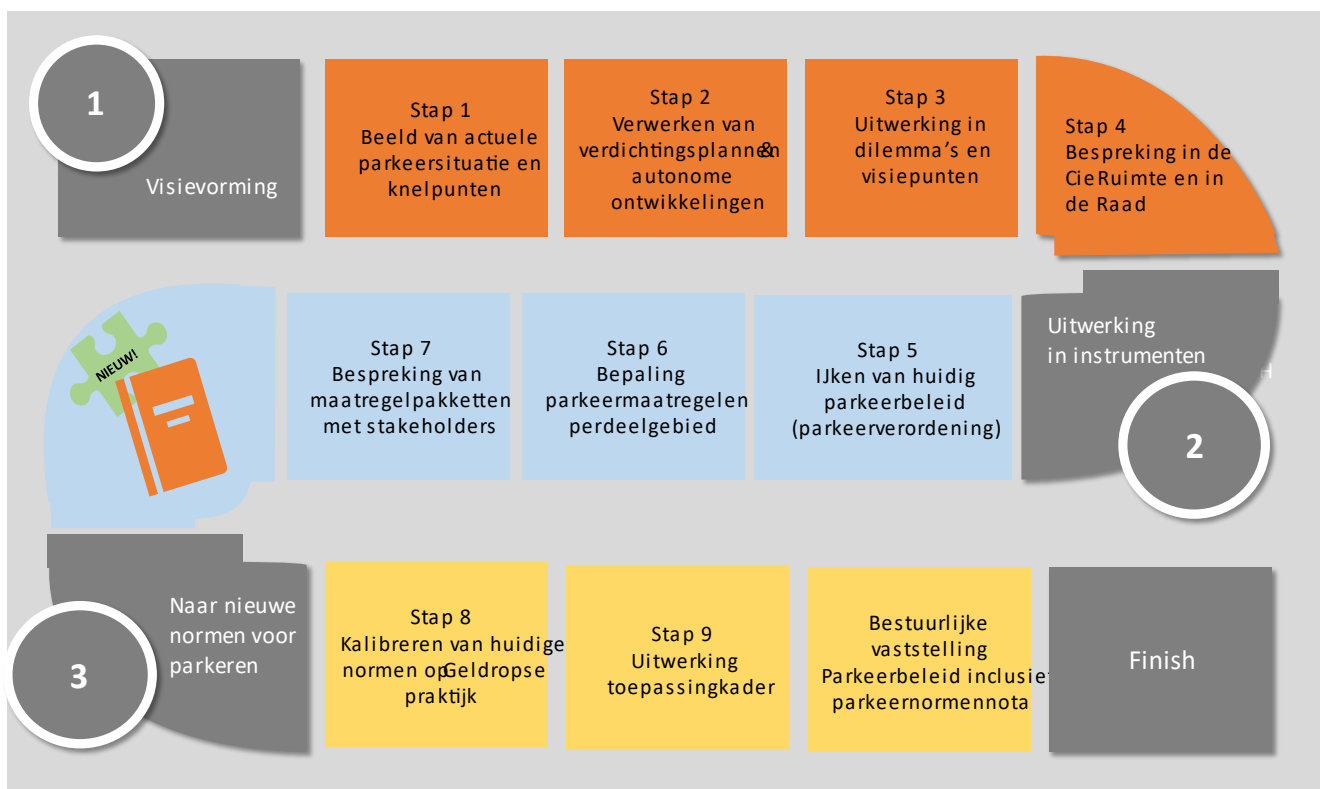 1
Visievorming
Stap 1
Beeld van actuele
parkeersituatie en
knelpunten
Stap 2
Verwerken van
verdichtingsplannen &
autonome
ontwikkelingen
Stap 3
Uitwerking in
dilemma's en
visiepunten
Stap 4
Bespreking in de
Cie Ruimte en in
de Raad
Uitwerking
in instrumenten
H
2
Stap 5
IJken van huidig
parkeerbeleid
(parkeerverordening)
Stap 6
Bepaling
parkeermaatregelen
per deelgebied
Stap 7
Bespreking van
maatregelpakketten
met stakeholders
NIEUW!
3
Naar nieuwe
normen voor
parkeren
Stap 8
Kalibreren van huidige
normen op Geldropse
praktijk
Stap 9
Uitwerking
toepassingkader
Bestuurlijke
vaststelling
Parkeerbeleid inclusief
parkeernormennota
Finish